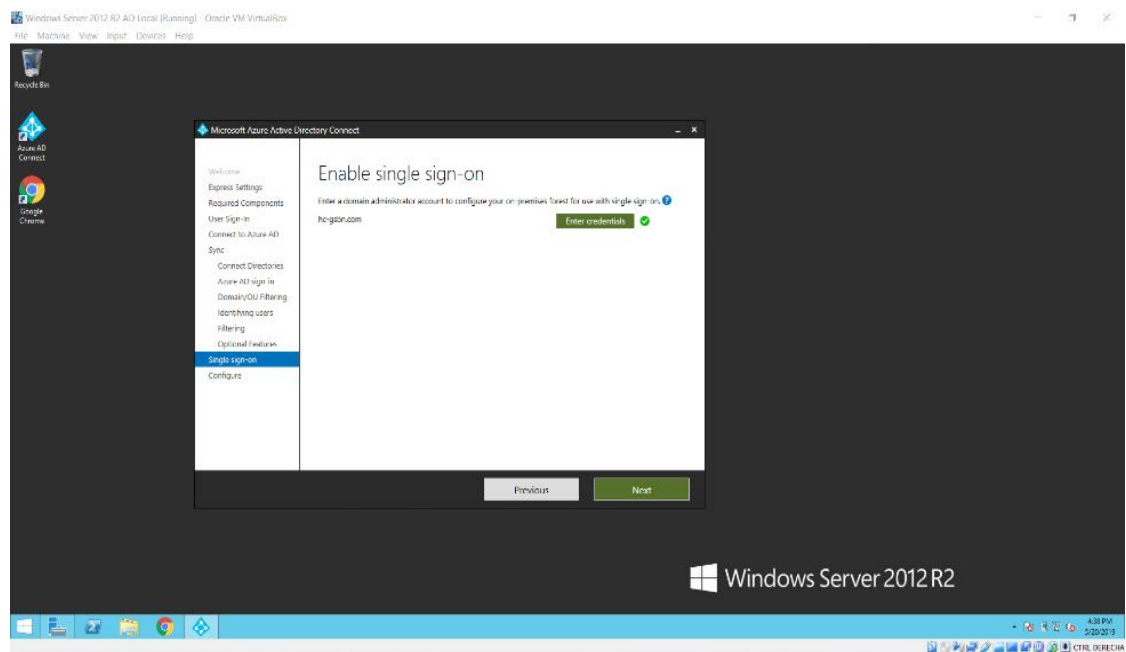 Windows Server 2012 R2 AD Local [Running] - Oracle VM VirtualBox
File Machine View Input Devices Help
Recycle Bin
Azure AD
Connect
Google
Chrome
Microsoft Azure Active Directory Connect
Welcome
Express Settings
Required Components
User Sign-In
Connect to Azure AD
Sync
Connect Directories
Azure AD sign in
Domain/OU Filtering
Identifying users
Filtering
Optional Features
Single sign-on
Configure
Enable single sign-on
Enter a domain administrator account to configure your on-premises forest for use with single sign-on.
Enter credentials
Previous
Next
Windows Server 2012 R2
4:38 PM
5/20/2019
CTRL DERECHA